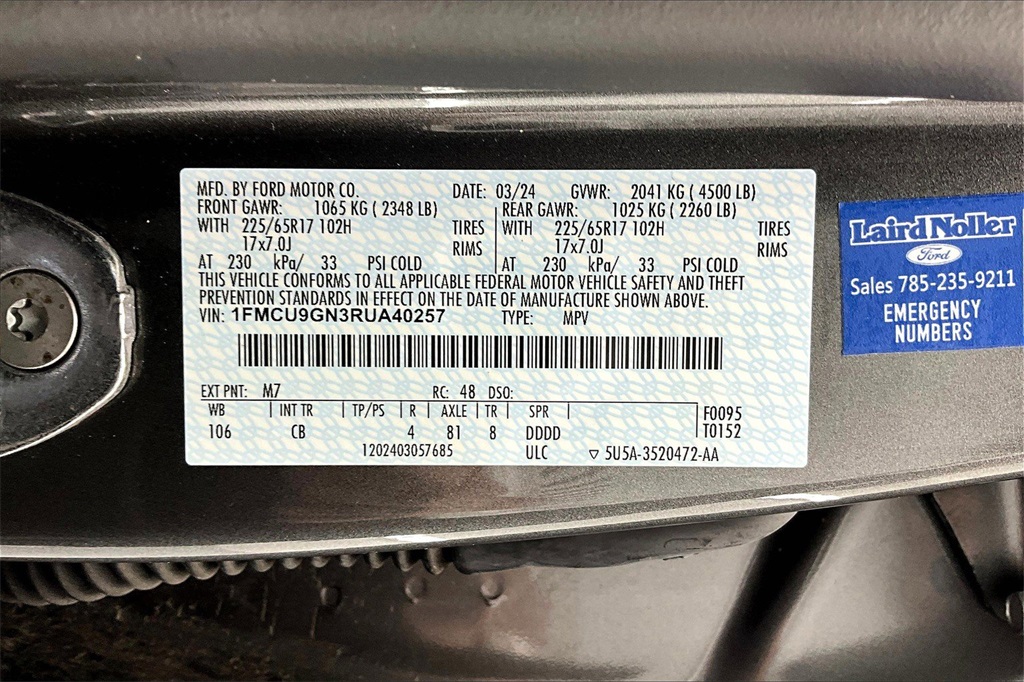 MFD. BY FORD MOTOR CO. DATE: 03/24 GVWR: 2041 KG ( 4500 LB)
FRONT GAWR: 1065 KG ( 2348 LB) REAR GAWR: 1025 KG ( 2260 LB)
WITH 225/65R17 102H TIRES WITH 225/65R17 102H TIRES
17x7.0J RIMS 17x7.0J RIMS
AT 230 kPa/ 33 PSI COLD AT 230 kPa/ 33 PSI COLD
THIS VEHICLE CONFORMS TO ALL APPLICABLE FEDERAL MOTOR VEHICLE SAFETY AND THEFT
PREVENTION STANDARDS IN EFFECT ON THE DATE OF MANUFACTURE SHOWN ABOVE.
VIN: 1FMCU9GN3RUA40257 TYPE: MPV
EXT PNT: M7 RC: 48 DSO:
WB INT TR TP/PS R AXLE TR SPR F0095
106 CB 4 81 8 DDDD T0152
1202403057685 ULC ▽ 5U5A-3520472-AA
Laird Noller
Ford
Sales 785-235-9211
EMERGENCY
NUMBERS